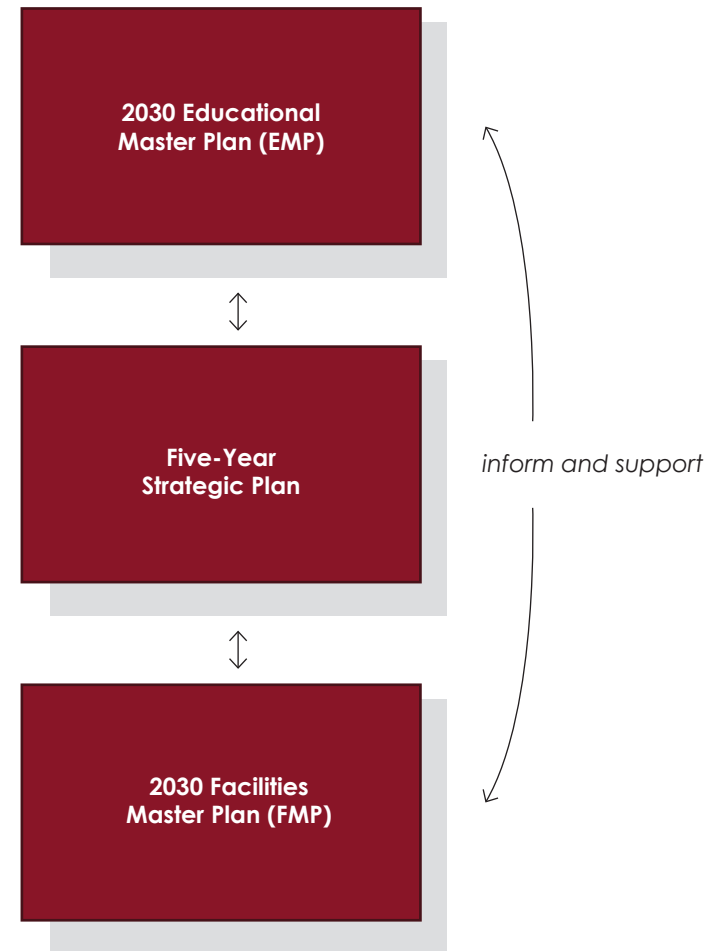 2030 Educational
Master Plan (EMP)
Five-Year
Strategic Plan
inform and support
2030 Facilities
Master Plan (FMP)